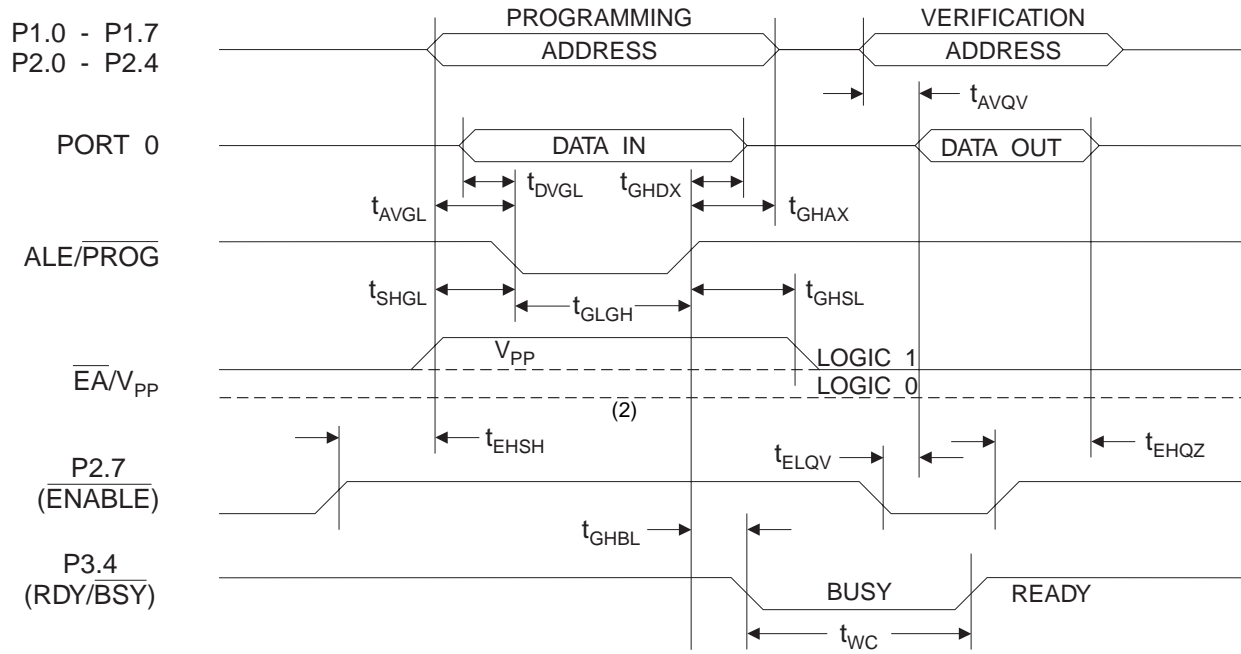 PROGRAMMING VERIFICATION
P1.0 - P1.7
P2.0 - P2.4
ADDRESS ADDRESS
tAVQV
PORT 0 DATA IN DATA OUT
tDVGL tGHDX
tAVGL tGHAX
ALE/PROG
tSHGL tGLGH tGHSL
EA/VPP VPP LOGIC 1
LOGIC 0
(2)
tEHSH tELQV tEHQZ
P2.7
(ENABLE)
tGHBL
P3.4
(RDY/BSY) BUSY READY
tWC